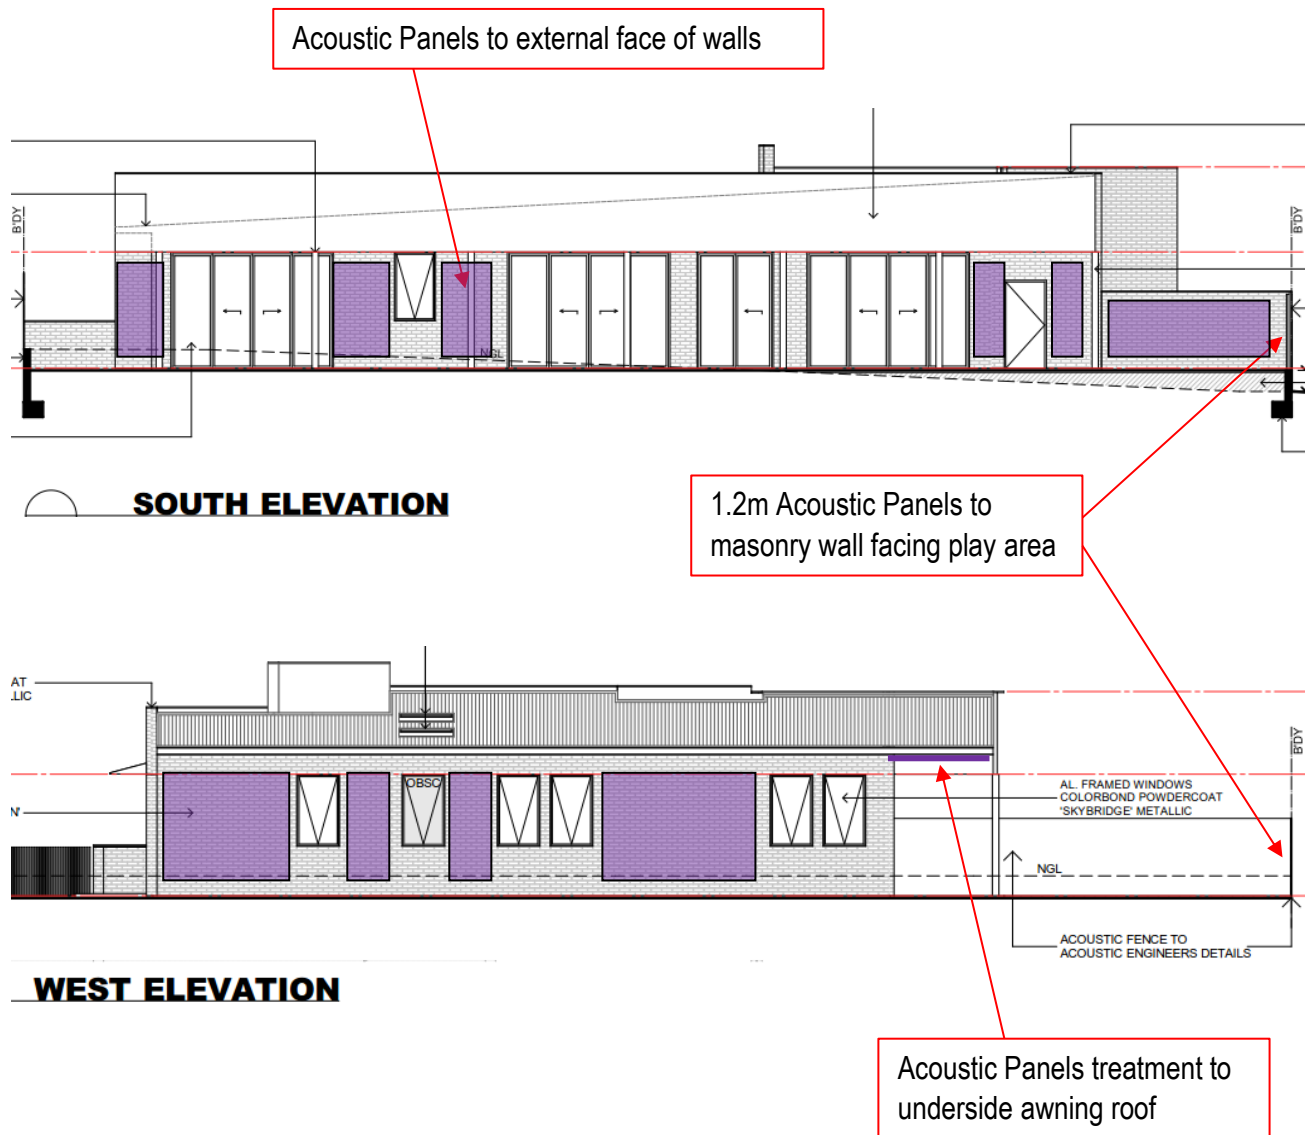 Acoustic Panels to external face of walls
B'DY
B'DY
NGL
SOUTH ELEVATION
1.2m Acoustic Panels to
masonry wall facing play area
AT
LIC
B'DY
OBSC
AL. FRAMED WINDOWS
COLORBOND POWDERCOAT
'SKYBRIDGE' METALLIC
N'
NGL
ACOUSTIC FENCE TO
ACOUSTIC ENGINEERS DETAILS
WEST ELEVATION
Acoustic Panels treatment to
underside awning roof